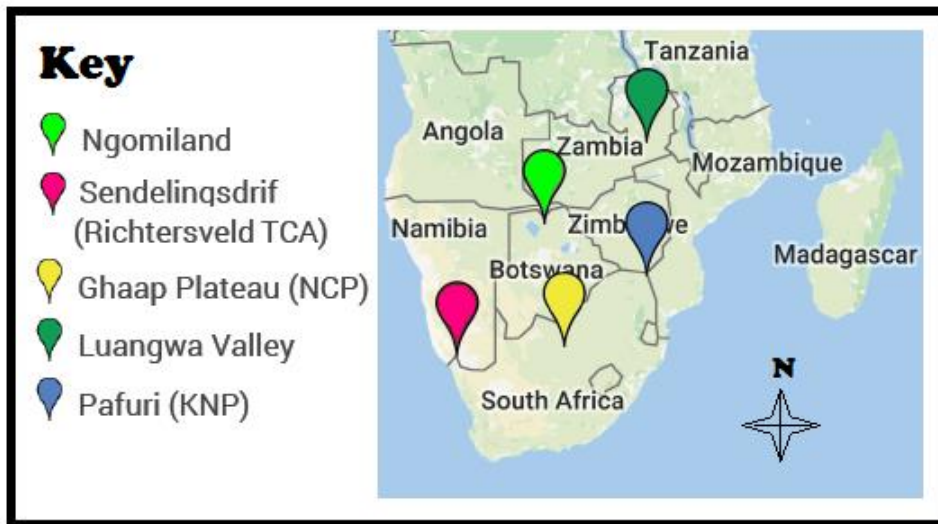 Key
Ngomiland
Sendelingsdrif
(Richtersveld TCA)
Ghaap Plateau (NCP)
Luangwa Valley
Pafuri (KNP)
Tanzania
Angola
Zambia
Mozambique
Namibia
Madagascar
Botswana
South Africa
N